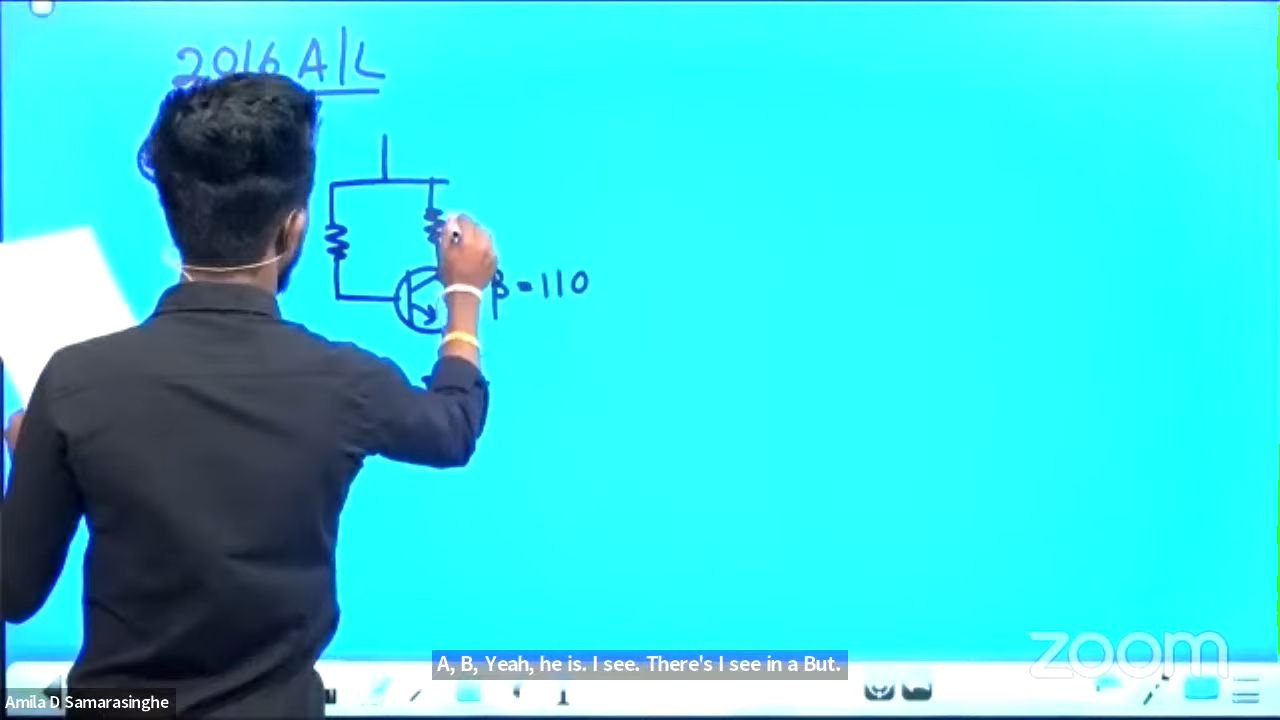 2016 A/L
β = 110
A, B, Yeah, he is. I see. There's I see in a But.
zoom
Amila D Samarasinghe